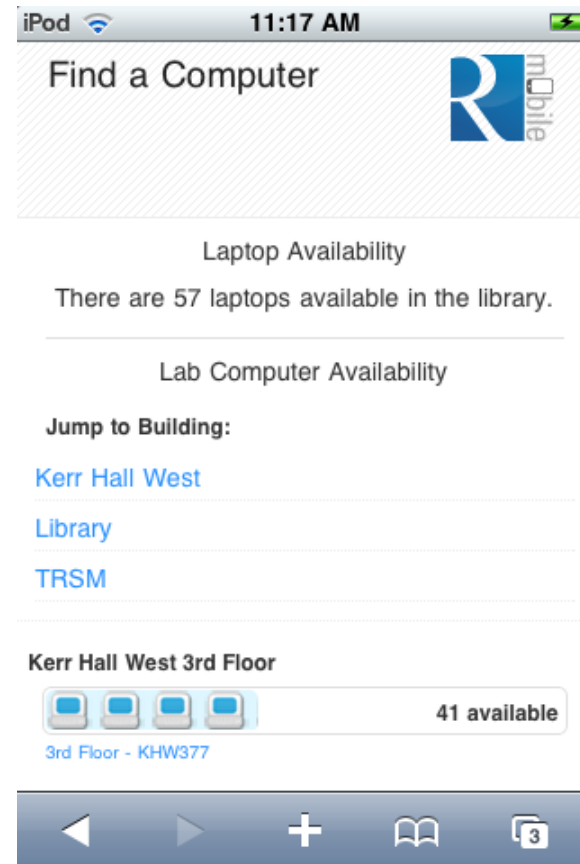 iPod 11:17 AM
Find a Computer
R mobile
Laptop Availability
There are 57 laptops available in the library.
Lab Computer Availability
Jump to Building:
Kerr Hall West
Library
TRSM
Kerr Hall West 3rd Floor
41 available
3rd Floor - KHW377
3